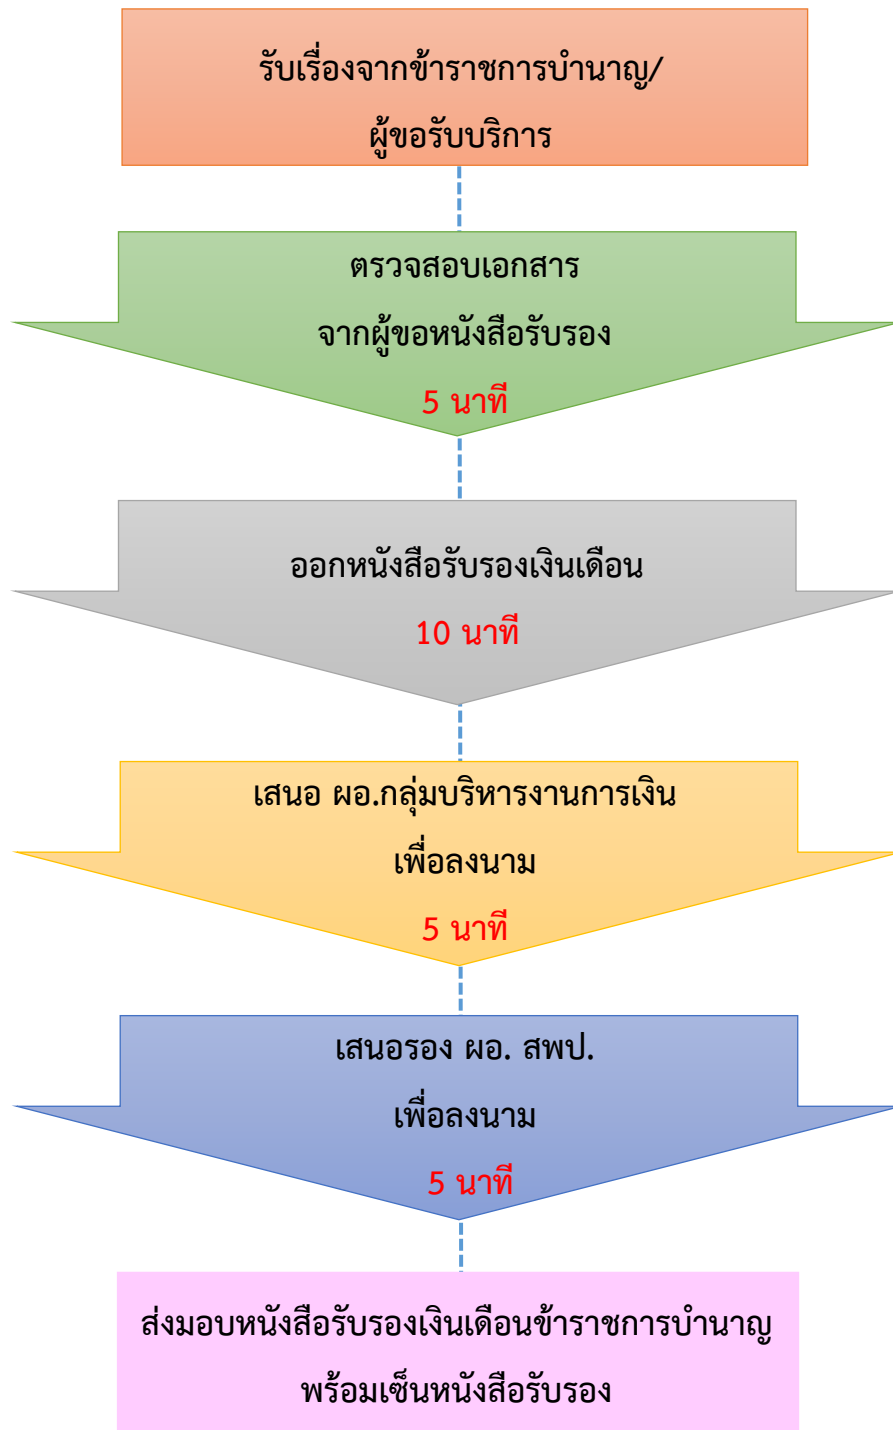 รับเรื่องจากข้าราชการบำนาญ/
ผู้ขอรับบริการ
ตรวจสอบเอกสาร
จากผู้ขอหนังสือรับรอง
5 นาที
ออกหนังสือรับรองเงินเดือน
10 นาที
เสนอ ผอ.กลุ่มบริหารงานการเงิน
เพื่อลงนาม
5 นาที
เสนอรอง ผอ. สพป.
เพื่อลงนาม
5 นาที
ส่งมอบหนังสือรับรองเงินเดือนข้าราชการบำนาญ
พร้อมเซ็นหนังสือรับรอง